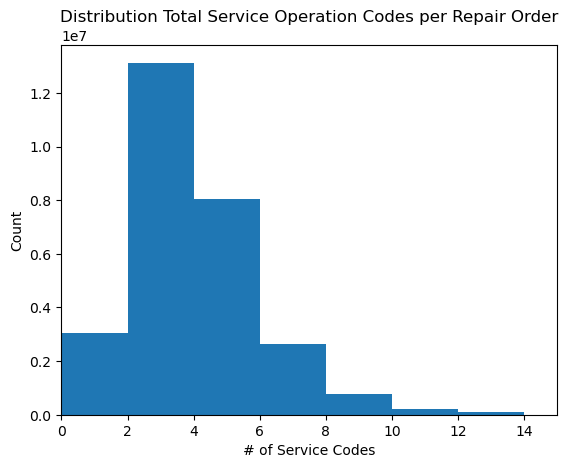 Distribution Total Service Operation Codes per Repair Order
1e7
1.2
1.0
0.8
0.6
0.4
0.2
0.0
Count
0 2 4 6 8 10 12 14
# of Service Codes